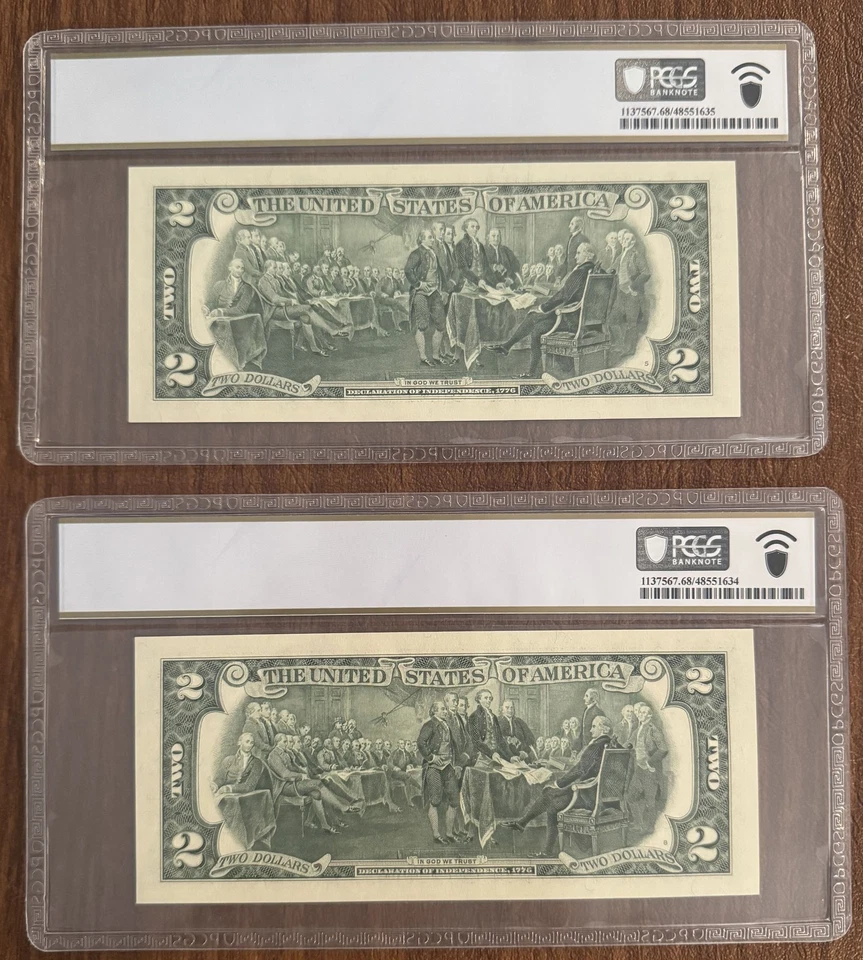 PCGS
BANKNOTE
1137567.68/48551635
2 THE UNITED STATES OF AMERICA 2
TWO TWO
2 TWO DOLLARS IN GOD WE TRUST TWO DOLLARS 2
DECLARATION OF INDEPENDENCE, 1776
PCGS
BANKNOTE
1137567.68/48551634
2 THE UNITED STATES OF AMERICA 2
TWO TWO
2 TWO DOLLARS IN GOD WE TRUST TWO DOLLARS 2
DECLARATION OF INDEPENDENCE, 1776